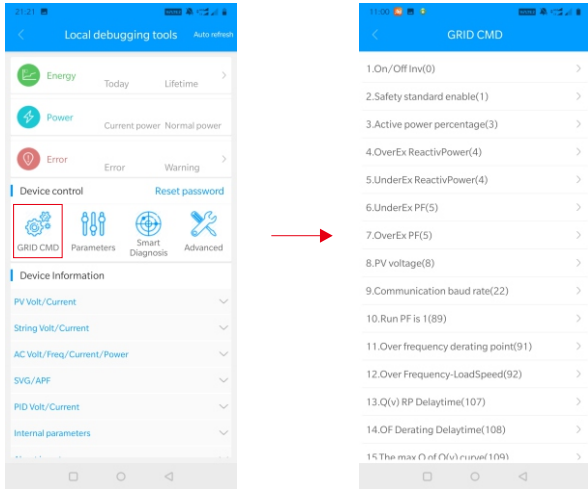 21:21
Local debugging tools
Auto refresh
Energy
Today
Lifetime
Power
Current power
Normal power
Error
Error
Warning
Device control
Reset password
GRID CMD
Parameters
Smart
Diagnosis
Advanced
Device Information
PV Volt/Current
String Volt/Current
AC Volt/Freq/Current/Power
SVG/APF
PID Volt/Current
Internal parameters
11:00
GRID CMD
1.On/Off Inv(0)
2.Safety standard enable(1)
3.Active power percentage(3)
4.OverEx ReactivPower(4)
5.UnderEx ReactivPower(4)
6.UnderEx PF(5)
7.OverEx PF(5)
8.PV voltage(8)
9.Communication baud rate(22)
10.Run PF is 1(89)
11.Over frequency derating point(91)
12.Over Frequency-LoadSpeed(92)
13.Q(v) RP Delaytime(107)
14.OF Derating Delaytime(108)
15.The max Q of Q(v) curve(109)